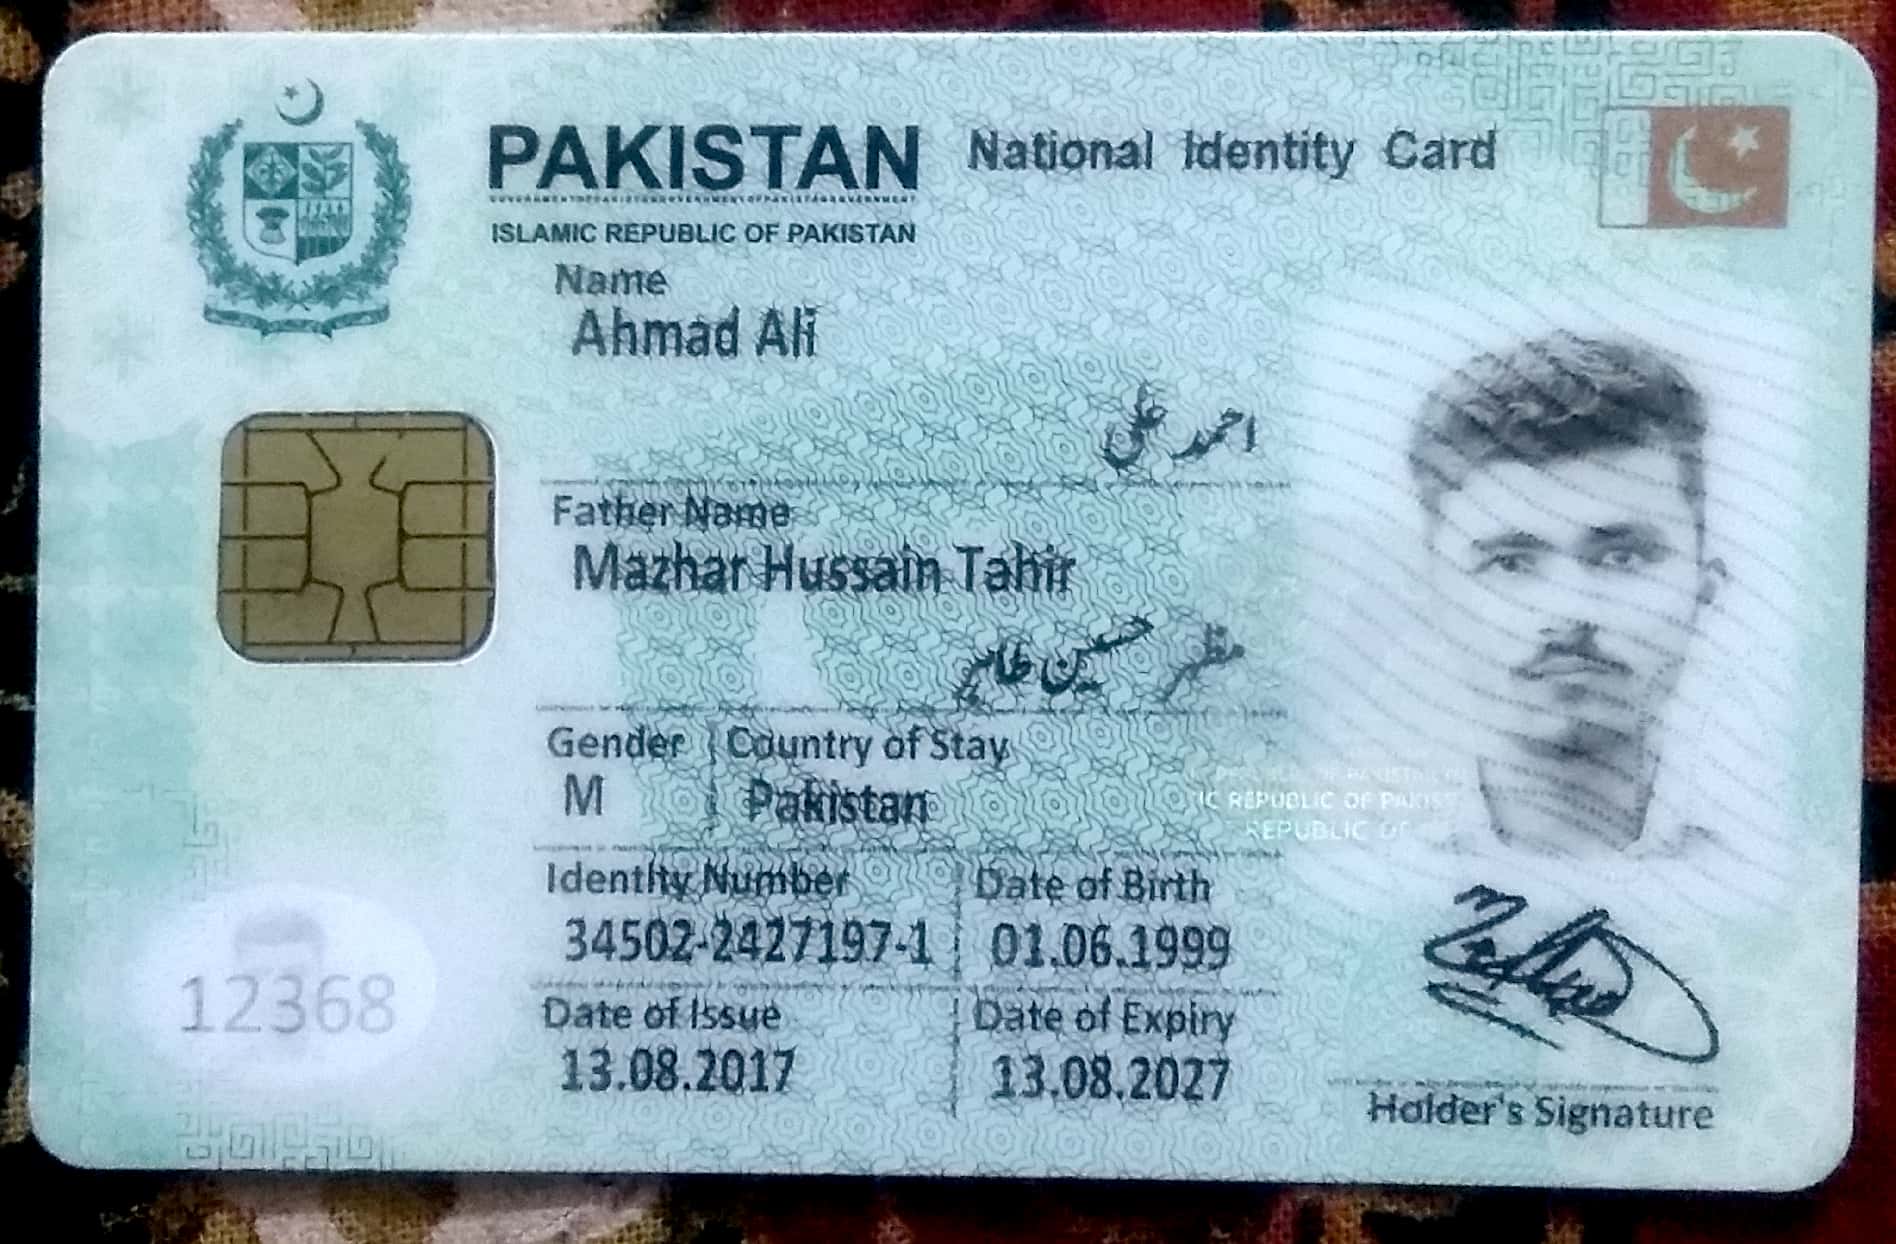 PAKISTAN National Identity Card
ISLAMIC REPUBLIC OF PAKISTAN
Name
Ahmad Ali
احمد علی
Father Name
Mazhar Hussain Tahir
مظہر حسین طاہر
Gender Country of Stay
M Pakistan
IC REPUBLIC OF PAKIS
REPUBLIC OF
Identity Number Date of Birth
34502-2427197-1 01.06.1999
12368
Date of Issue Date of Expiry
13.08.2017 13.08.2027
Holder's Signature